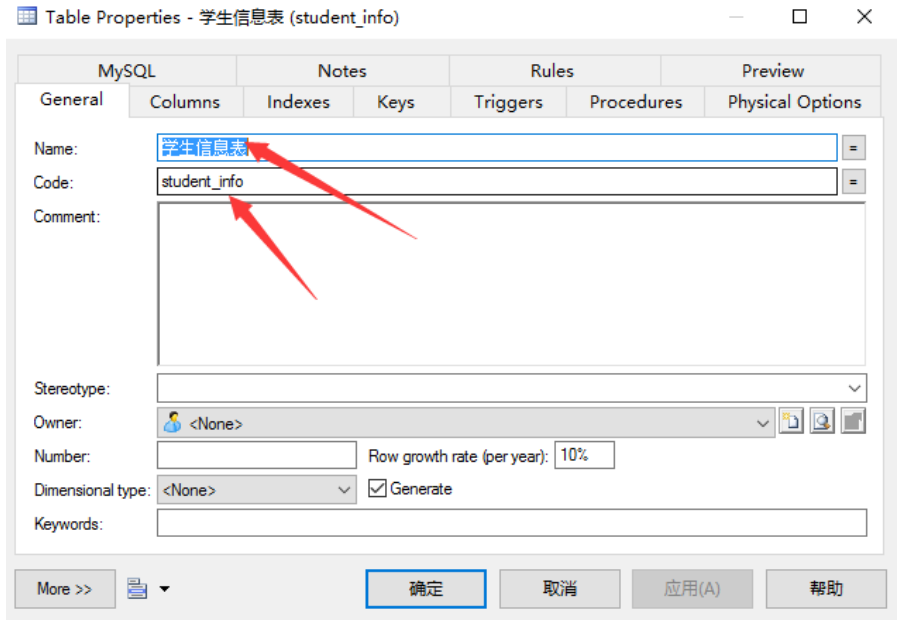 Table Properties - 学生信息表 (student_info)
MySQL Notes Rules Preview
General Columns Indexes Keys Triggers Procedures Physical Options
Name: 学生信息表 =
Code: student_info =
Comment:
Stereotype:
Owner: <None>
Number: Row growth rate (per year): 10%
Dimensional type: <None> Generate
Keywords:
More >> 确定 取消 应用(A) 帮助